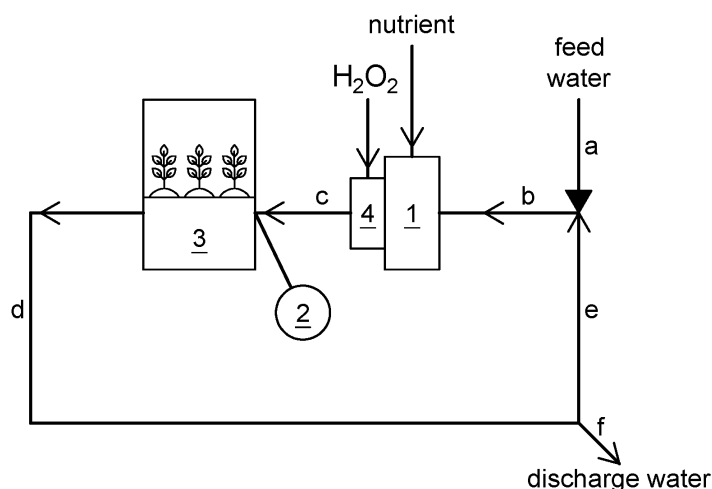 nutrient
feed
water
H₂O₂
a
b
c
4
1
3
2
d
e
f
discharge water